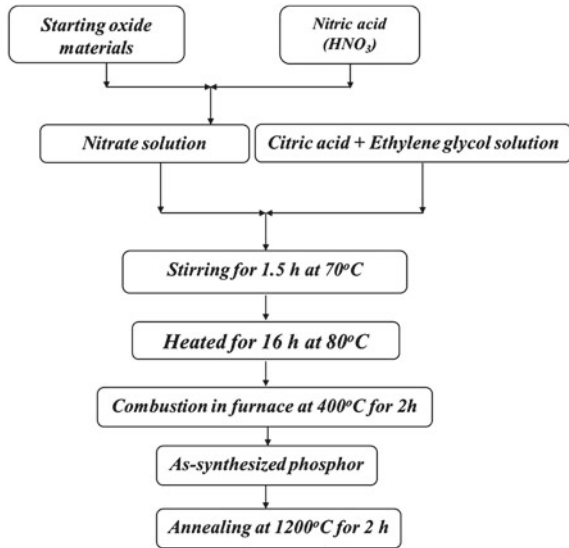 Starting oxide
materials
Nitric acid
(HNO₃)
Nitrate solution
Citric acid + Ethylene glycol solution
Stirring for 1.5 h at 70°C
Heated for 16 h at 80°C
Combustion in furnace at 400°C for 2h
As-synthesized phosphor
Annealing at 1200°C for 2 h